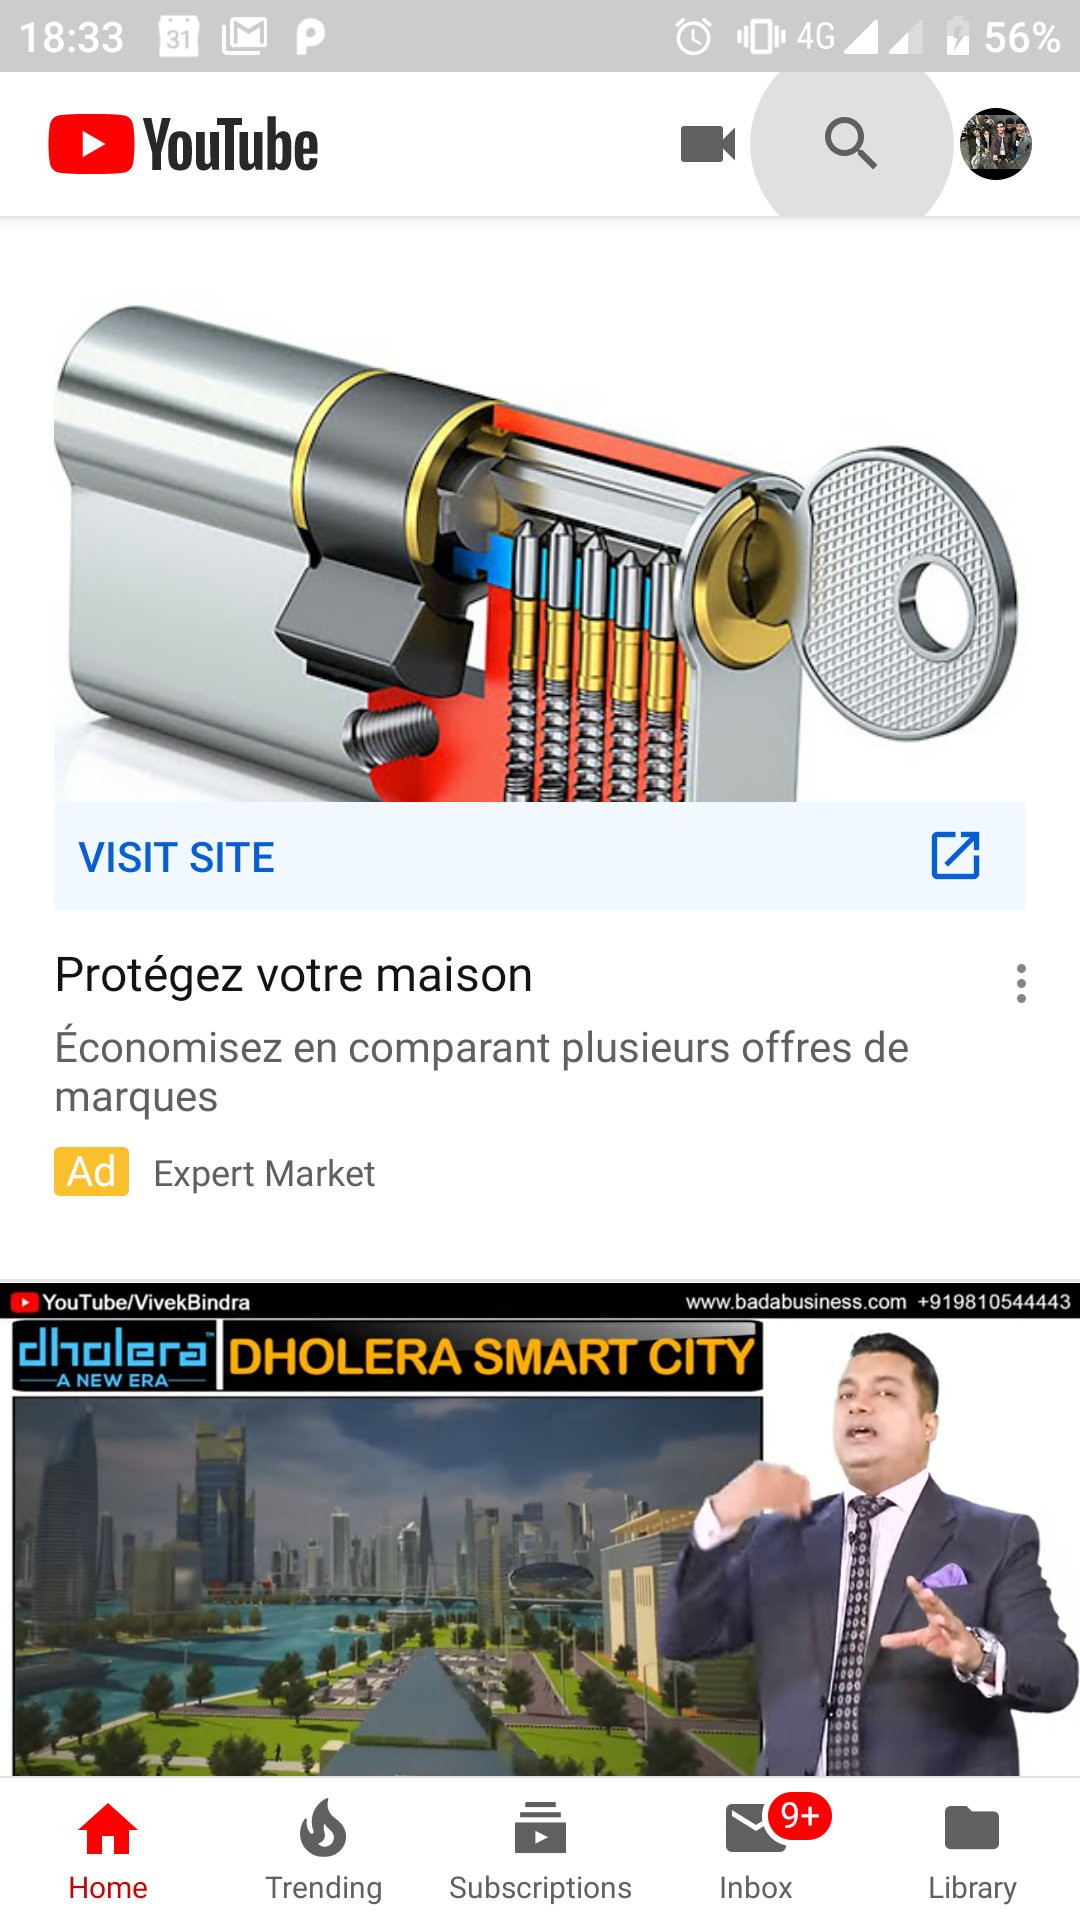 18:33 31 M P 4G 56%
YouTube
VISIT SITE
Protégez votre maison
Économisez en comparant plusieurs offres de
marques
Ad Expert Market
YouTube/VivekBindra www.badabusiness.com +919810544443
dholera™ DHOLERA SMART CITY
A NEW ERA
9+
Home Trending Subscriptions Inbox Library